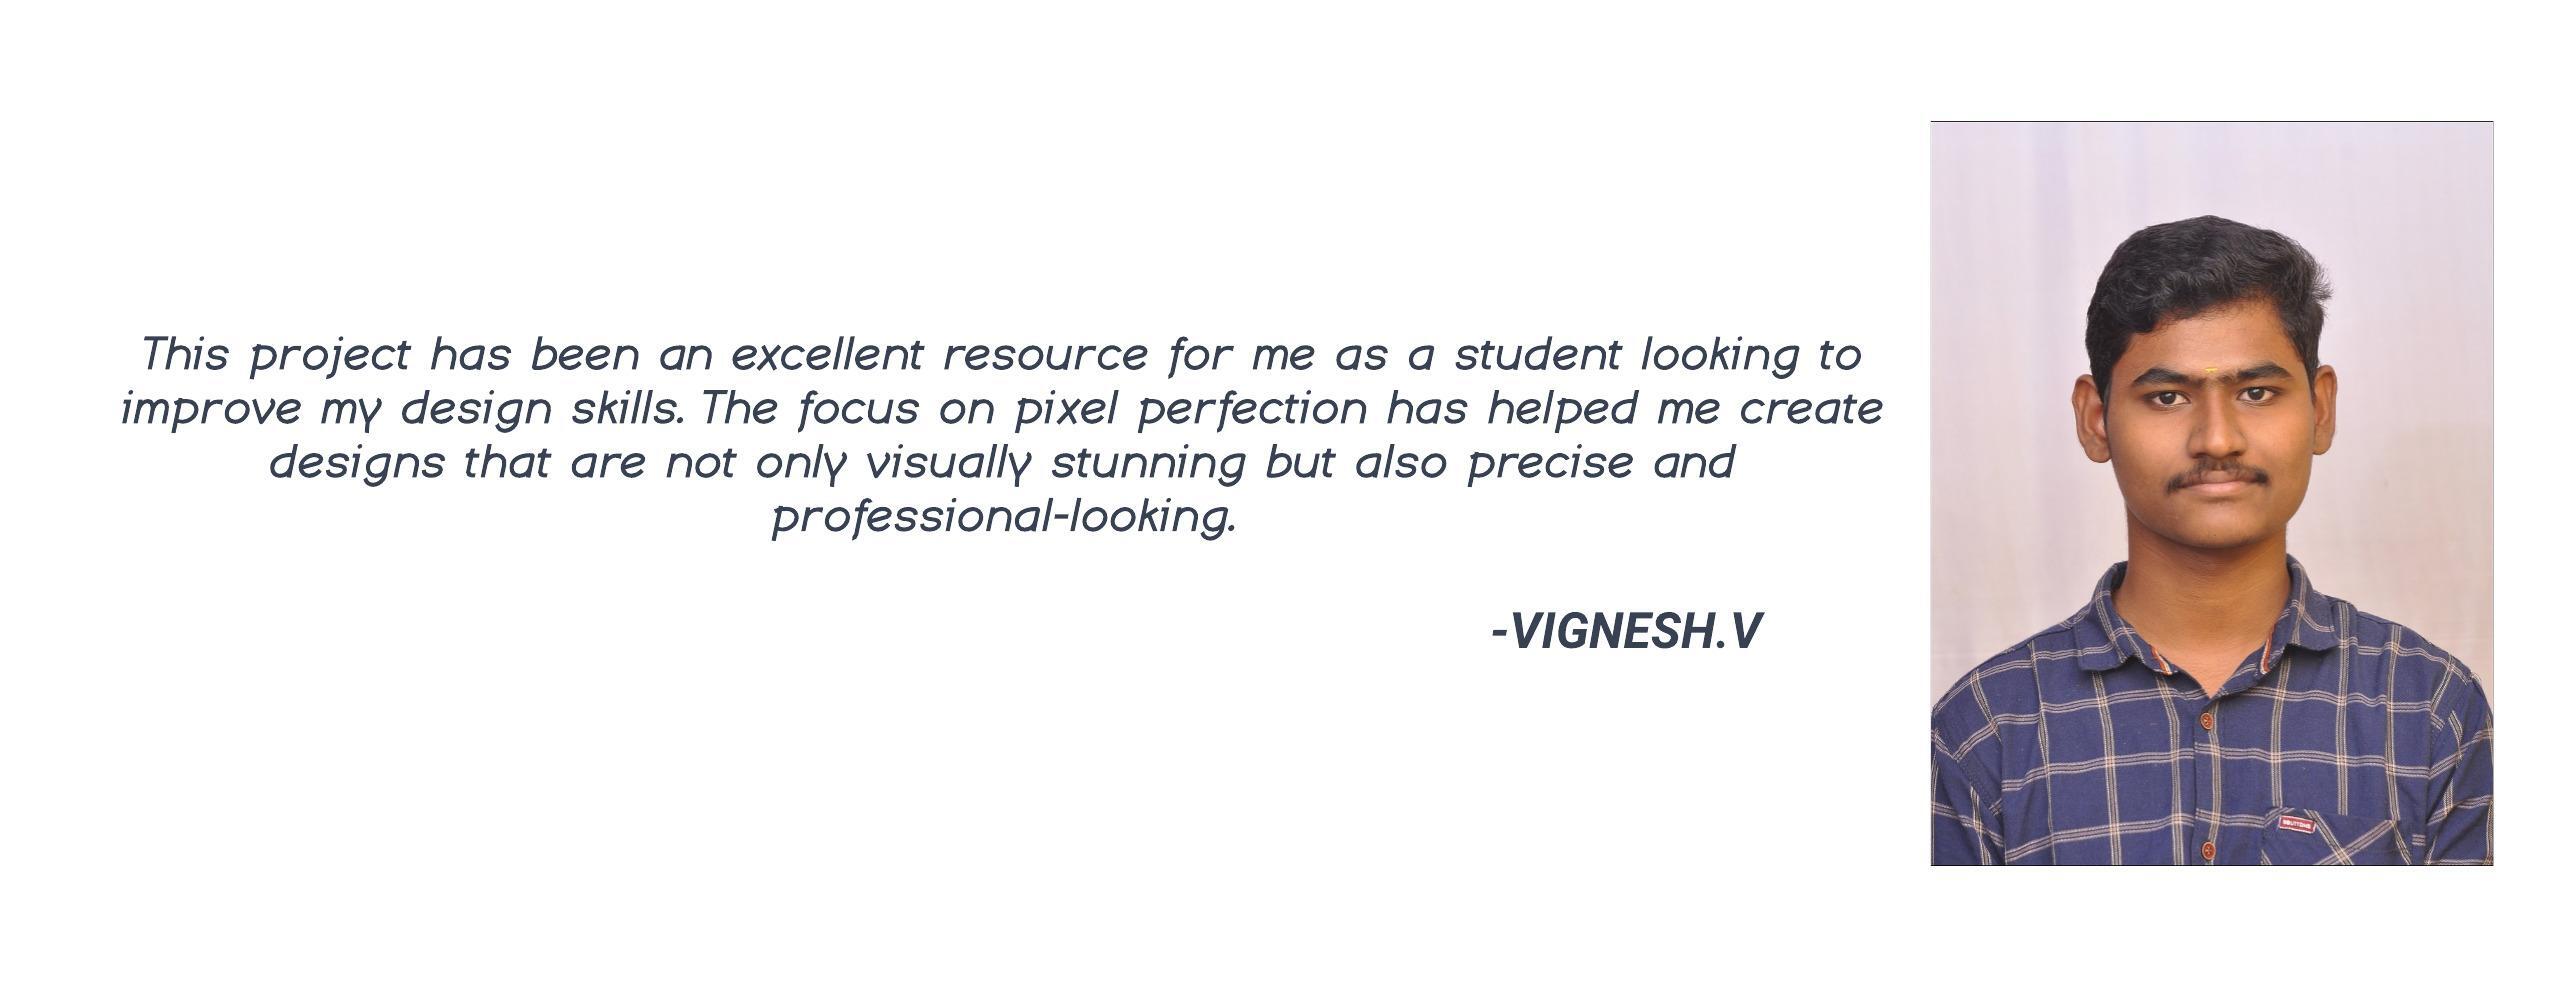 This project has been an excellent resource for me as a student looking to
improve my design skills. The focus on pixel perfection has helped me create
designs that are not only visually stunning but also precise and
professional-looking.
-VIGNESH.V